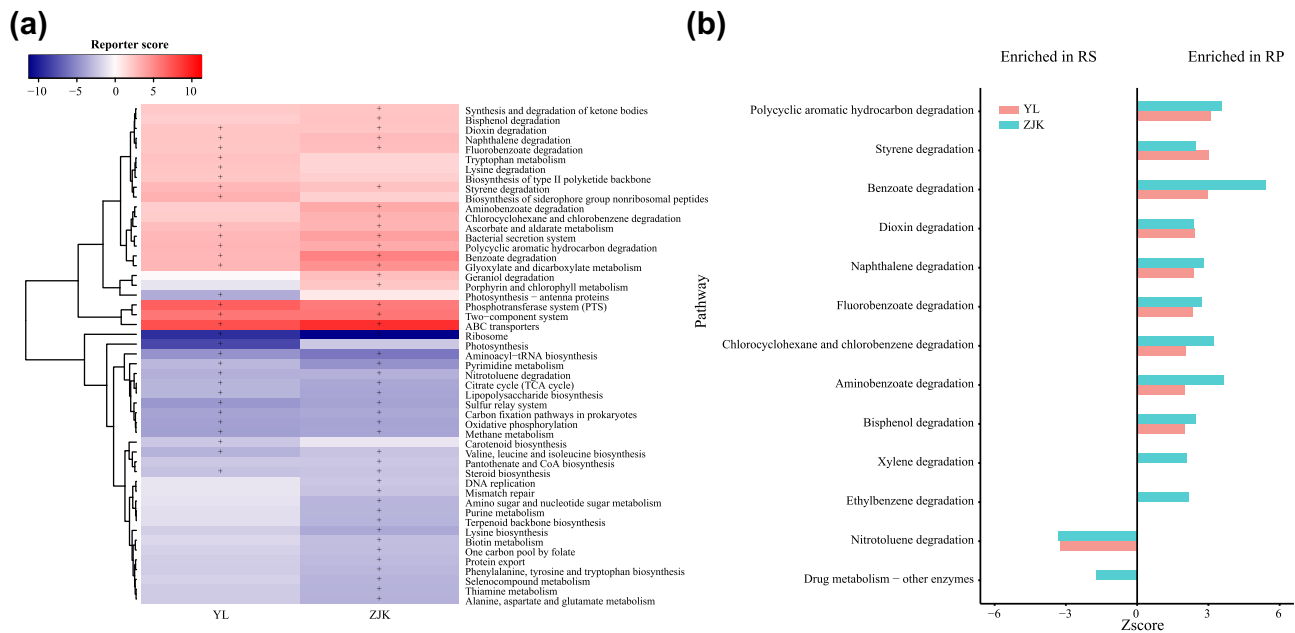 (a)
Reporter score
−10 −5 0 5 10
Synthesis and degradation of ketone bodies
Bisphenol degradation
Dioxin degradation
Naphthalene degradation
Fluorobenzoate degradation
Tryptophan metabolism
Lysine degradation
Biosynthesis of type II polyketide backbone
Styrene degradation
Biosynthesis of siderophore group nonribosomal peptides
Aminobenzoate degradation
Chlorocyclohexane and chlorobenzene degradation
Ascorbate and aldarate metabolism
Bacterial secretion system
Polycyclic aromatic hydrocarbon degradation
Benzoate degradation
Glyoxylate and dicarboxylate metabolism
Geraniol degradation
Porphyrin and chlorophyll metabolism
Photosynthesis − antenna proteins
Phosphotransferase system (PTS)
Two−component system
ABC transporters
Ribosome
Photosynthesis
Aminoacyl−tRNA biosynthesis
Pyrimidine metabolism
Nitrotoluene degradation
Citrate cycle (TCA cycle)
Lipopolysaccharide biosynthesis
Sulfur relay system
Carbon fixation pathways in prokaryotes
Oxidative phosphorylation
Methane metabolism
Carotenoid biosynthesis
Valine, leucine and isoleucine biosynthesis
Pantothenate and CoA biosynthesis
Steroid biosynthesis
DNA replication
Mismatch repair
Amino sugar and nucleotide sugar metabolism
Purine metabolism
Terpenoid backbone biosynthesis
Lysine biosynthesis
Biotin metabolism
One carbon pool by folate
Protein export
Phenylalanine, tyrosine and tryptophan biosynthesis
Selenocompound metabolism
Thiamine metabolism
Alanine, aspartate and glutamate metabolism
YL ZJK
(b)
Enriched in RS Enriched in RP
YL
ZJK
Pathway
Polycyclic aromatic hydrocarbon degradation
Styrene degradation
Benzoate degradation
Dioxin degradation
Naphthalene degradation
Fluorobenzoate degradation
Chlorocyclohexane and chlorobenzene degradation
Aminobenzoate degradation
Bisphenol degradation
Xylene degradation
Ethylbenzene degradation
Nitrotoluene degradation
Drug metabolism − other enzymes
−6 −3 0 3 6
Zscore